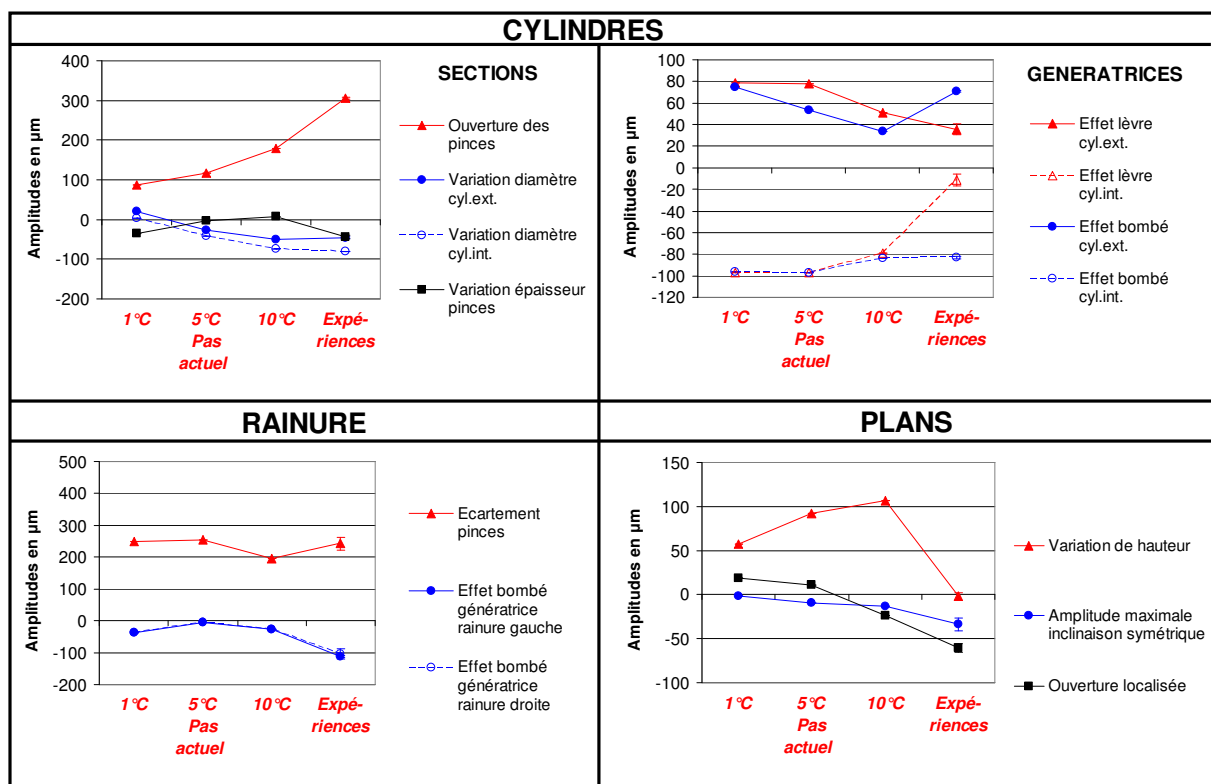 CYLINDRES
400
300
200
100
0
-100
-200
Amplitudes en µm
1°C
5°C
Pas
actuel
10°C
Expé-
riences
SECTIONS
Ouverture des
pinces
Variation diamètre
cyl.ext.
Variation diamètre
cyl.int.
Variation épaisseur
pinces
100
80
60
40
20
0
-20
-40
-60
-80
-100
-120
Amplitudes en µm
1°C
5°C
Pas
actuel
10°C
Expé-
riences
GENERATRICES
Effet lèvre
cyl.ext.
Effet lèvre
cyl.int.
Effet bombé
cyl.ext.
Effet bombé
cyl.int.
RAINURE
500
400
300
200
100
0
-100
-200
Amplitudes en µm
1°C
5°C
Pas
actuel
10°C
Expé-
riences
Ecartement
pinces
Effet bombé
génératrice
rainure gauche
Effet bombé
génératrice
rainure droite
PLANS
150
100
50
0
-50
-100
Amplitudes en µm
1°C
5°C
Pas
actuel
10°C
Expé-
riences
Variation de hauteur
Amplitude maximale
inclinaison symétrique
Ouverture localisée